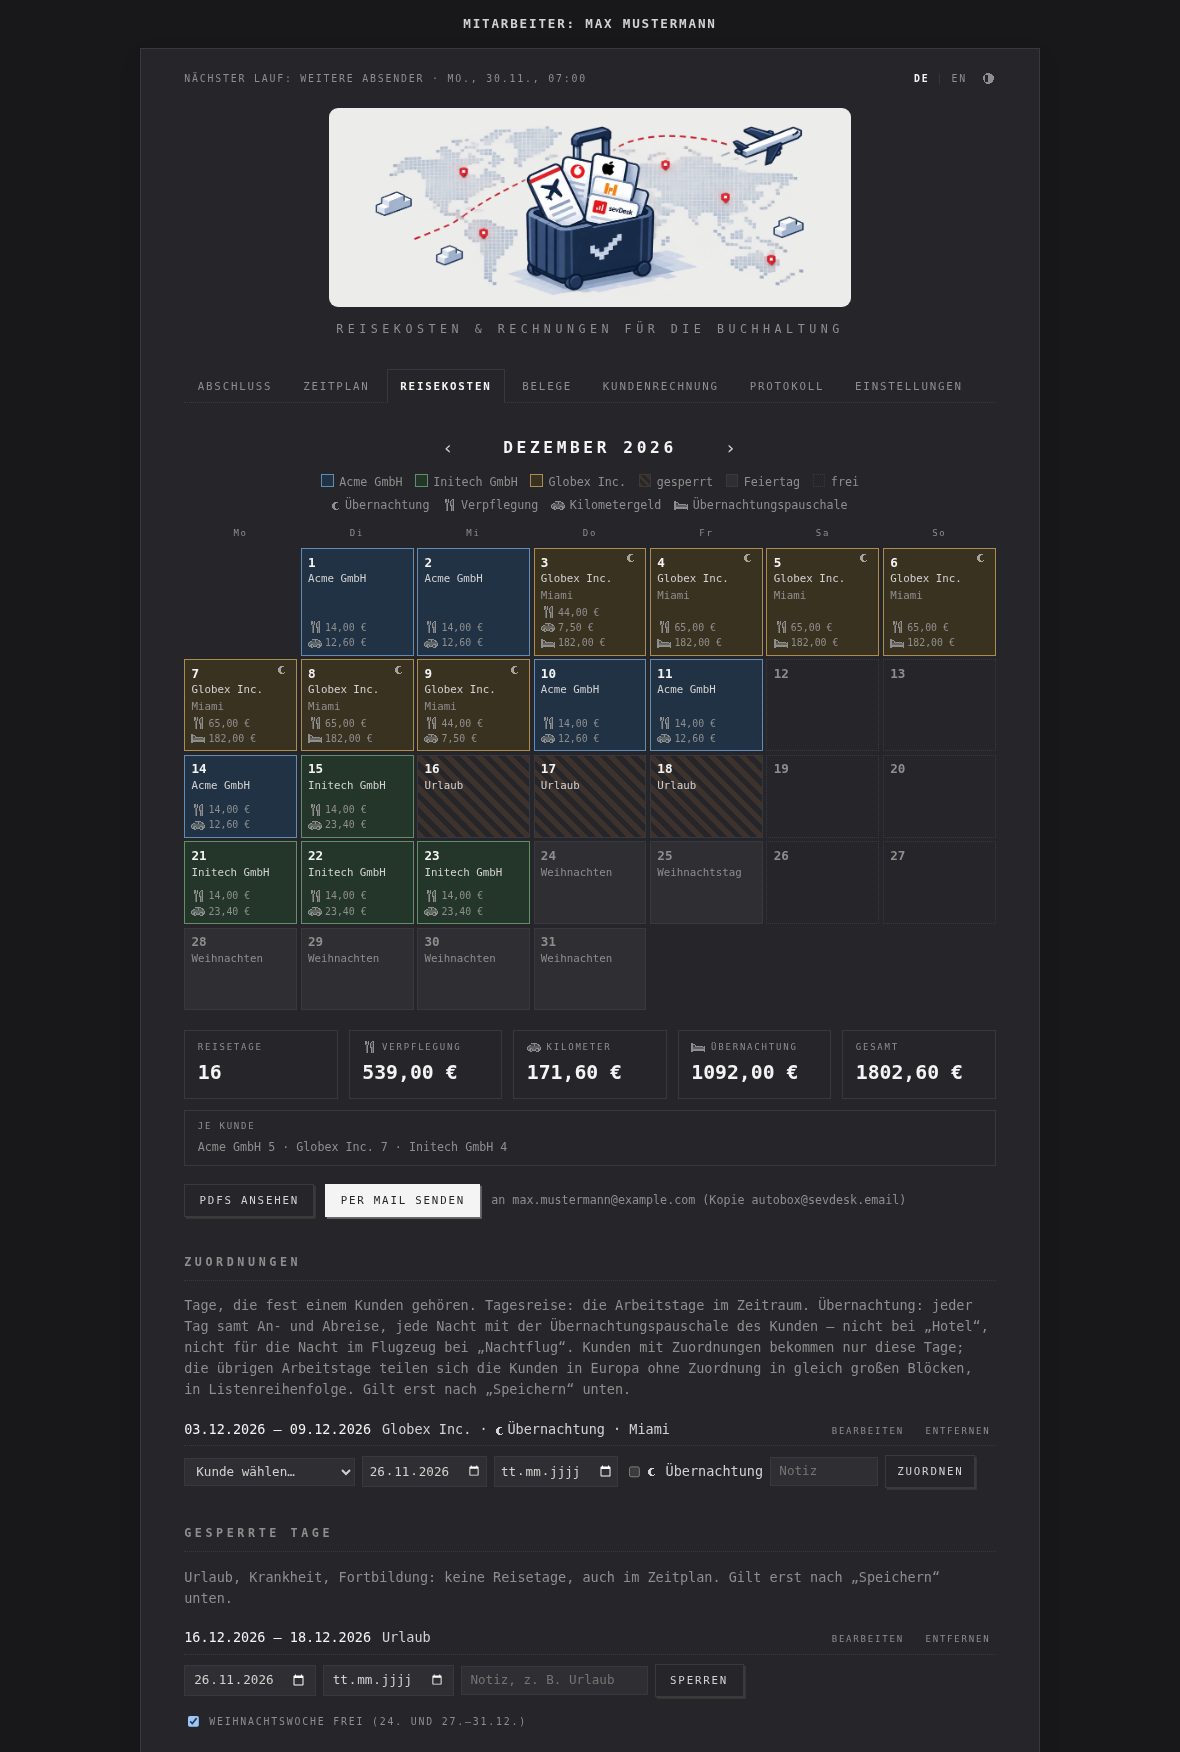 MITARBEITER: MAX MUSTERMANN
NÄCHSTER LAUF: WEITERE ABSENDER · MO., 30.11., 07:00
DE | EN
sevDesk
REISEKOSTEN & RECHNUNGEN FÜR DIE BUCHHALTUNG
ABSCHLUSS ZEITPLAN REISEKOSTEN BELEGE KUNDENRECHNUNG PROTOKOLL EINSTELLUNGEN
‹ DEZEMBER 2026 ›
Acme GmbH Initech GmbH Globex Inc. gesperrt Feiertag frei
Übernachtung Verpflegung Kilometergeld Übernachtungspauschale
Mo Di Mi Do Fr Sa So
1 2 3 4 5 6
Acme GmbH Acme GmbH Globex Inc. Globex Inc. Globex Inc. Globex Inc.
Miami Miami Miami Miami
44,00 €
14,00 € 14,00 € 7,50 € 65,00 € 65,00 € 65,00 €
12,60 € 12,60 € 182,00 € 182,00 € 182,00 € 182,00 €
7 8 9 10 11 12 13
Globex Inc. Globex Inc. Globex Inc. Acme GmbH Acme GmbH
Miami Miami Miami
65,00 € 65,00 € 44,00 € 14,00 € 14,00 €
182,00 € 182,00 € 7,50 € 12,60 € 12,60 €
14 15 16 17 18 19 20
Acme GmbH Initech GmbH Urlaub Urlaub Urlaub
14,00 € 14,00 €
12,60 € 23,40 €
21 22 23 24 25 26 27
Initech GmbH Initech GmbH Initech GmbH Weihnachten Weihnachtstag
14,00 € 14,00 € 14,00 €
23,40 € 23,40 € 23,40 €
28 29 30 31
Weihnachten Weihnachten Weihnachten Weihnachten
REISETAGE VERPFLEGUNG KILOMETER ÜBERNACHTUNG GESAMT
16 539,00 € 171,60 € 1092,00 € 1802,60 €
JE KUNDE
Acme GmbH 5 · Globex Inc. 7 · Initech GmbH 4
PDFS ANSEHEN PER MAIL SENDEN an max.mustermann@example.com (Kopie autobox@sevdesk.email)
ZUORDNUNGEN
Tage, die fest einem Kunden gehören. Tagesreise: die Arbeitstage im Zeitraum. Übernachtung: jeder
Tag samt An- und Abreise, jede Nacht mit der Übernachtungspauschale des Kunden – nicht bei „Hotel“,
nicht für die Nacht im Flugzeug bei „Nachtflug“. Kunden mit Zuordnungen bekommen nur diese Tage;
die übrigen Arbeitstage teilen sich die Kunden in Europa ohne Zuordnung in gleich großen Blöcken,
in Listenreihenfolge. Gilt erst nach „Speichern“ unten.
03.12.2026 – 09.12.2026 Globex Inc. · Übernachtung · Miami BEARBEITEN ENTFERNEN
Kunde wählen… 26.11.2026 tt.mm.jjjj Übernachtung Notiz ZUORDNEN
GESPERRTE TAGE
Urlaub, Krankheit, Fortbildung: keine Reisetage, auch im Zeitplan. Gilt erst nach „Speichern“
unten.
16.12.2026 – 18.12.2026 Urlaub BEARBEITEN ENTFERNEN
26.11.2026 tt.mm.jjjj Notiz, z. B. Urlaub SPERREN
WEIHNACHTSWOCHE FREI (24. UND 27.–31.12.)